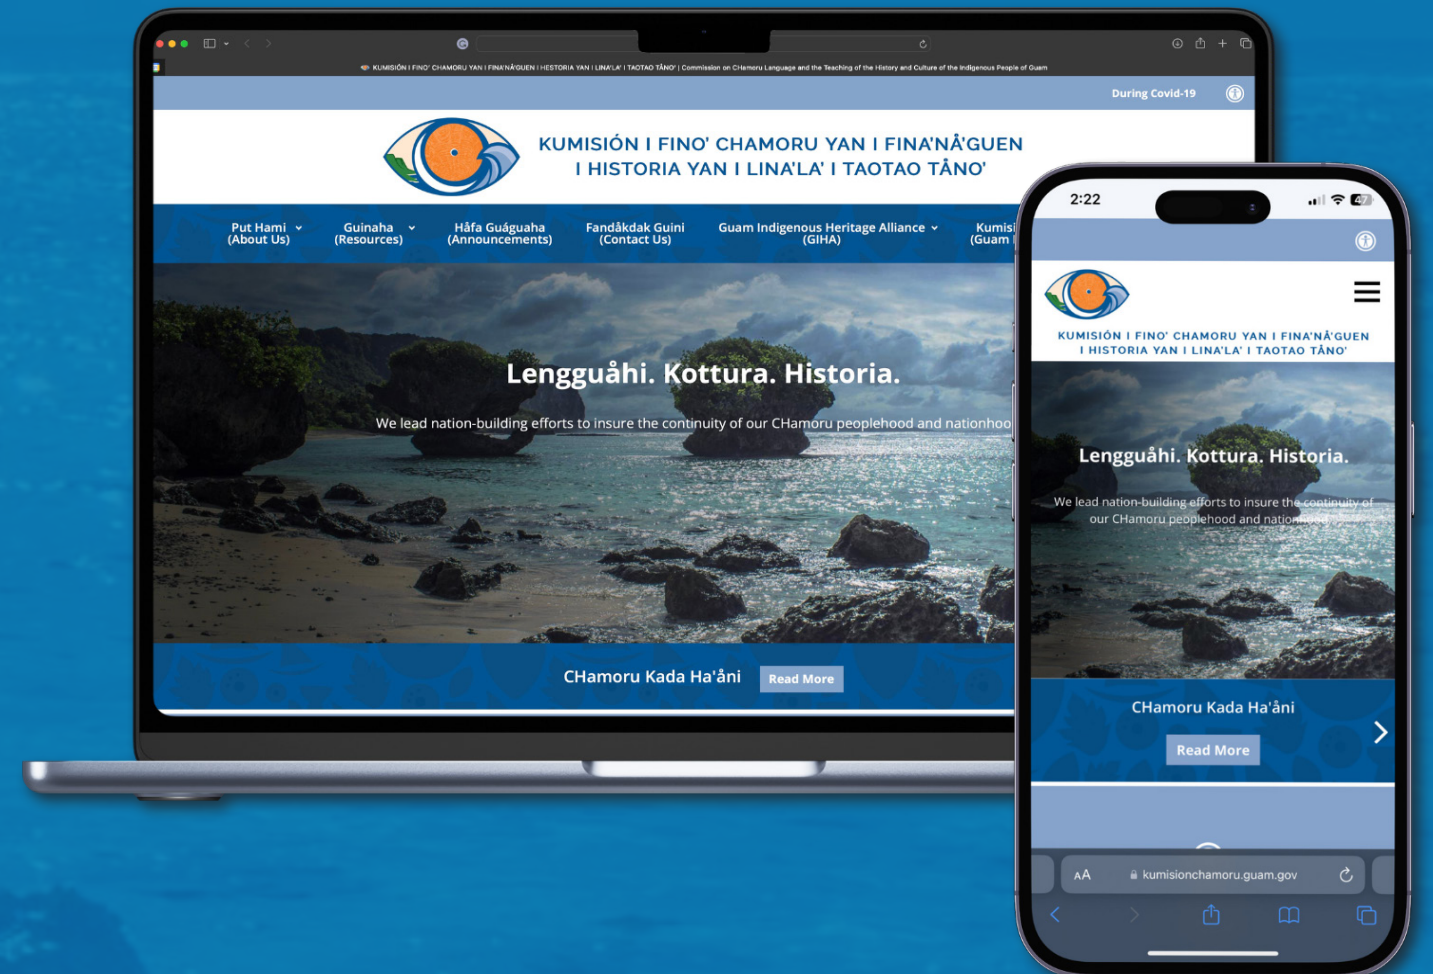 KUMISIÓN I FINO' CHAMORU YAN I FINA'NÅ'GUEN I HESTORIA YAN I LINA'LA' I TAOTAO TÅNO' | Commission on CHamoru Language and the Teaching of the History and Culture of the Indigenous People of Guam
During Covid-19
KUMISIÓN I FINO' CHAMORU YAN I FINA'NÅ'GUEN
I HISTORIA YAN I LINA'LA' I TAOTAO TÅNO'
Put Hami
(About Us)
Guinaha
(Resources)
Håfa Guåguaha
(Announcements)
Fandåkdak Guini
(Contact Us)
Guam Indigenous Heritage Alliance
(GIHA)
Kumisi
(Guam
Lengguåhi. Kottura. Historia.
We lead nation-building efforts to insure the continuity of our CHamoru peoplehood and nationhoo
CHamoru Kada Ha'åni
Read More
2:22
47
KUMISIÓN I FINO' CHAMORU YAN I FINA'NÅ'GUEN
I HISTORIA YAN I LINA'LA' I TAOTAO TÅNO'
Lengguåhi. Kottura. Historia.
We lead nation-building efforts to insure the continuity of
our CHamoru peoplehood and nationhood.
CHamoru Kada Ha'åni
Read More
AA
kumisionchamoru.guam.gov